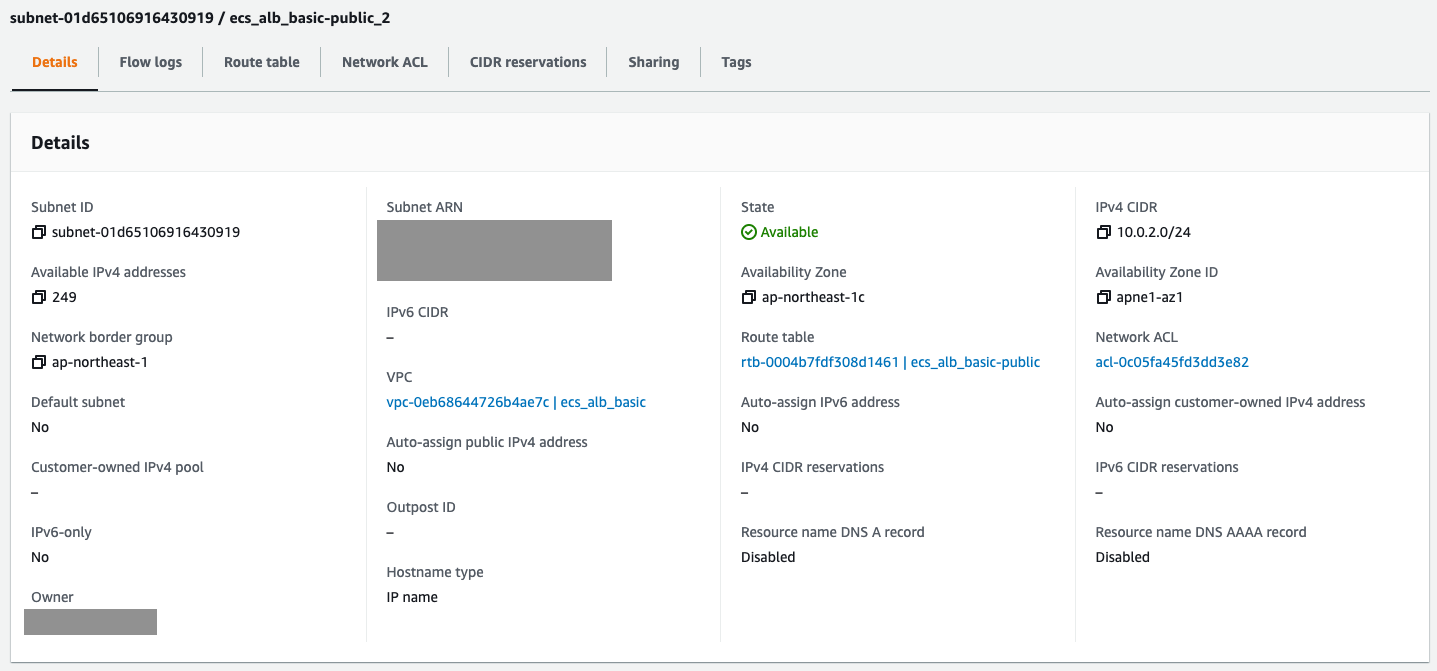 subnet-01d65106916430919 / ecs_alb_basic-public_2
Details
Flow logs
Route table
Network ACL
CIDR reservations
Sharing
Tags
Details
Subnet ID
subnet-01d65106916430919
Available IPv4 addresses
249
Network border group
ap-northeast-1
Default subnet
No
Customer-owned IPv4 pool
–
IPv6-only
No
Owner
Subnet ARN
IPv6 CIDR
–
VPC
vpc-0eb68644726b4ae7c | ecs_alb_basic
Auto-assign public IPv4 address
No
Outpost ID
–
Hostname type
IP name
State
Available
Availability Zone
ap-northeast-1c
Route table
rtb-0004b7fdf308d1461 | ecs_alb_basic-public
Auto-assign IPv6 address
No
IPv4 CIDR reservations
–
Resource name DNS A record
Disabled
IPv4 CIDR
10.0.2.0/24
Availability Zone ID
apne1-az1
Network ACL
acl-0c05fa45fd3dd3e82
Auto-assign customer-owned IPv4 address
No
IPv6 CIDR reservations
–
Resource name DNS AAAA record
Disabled